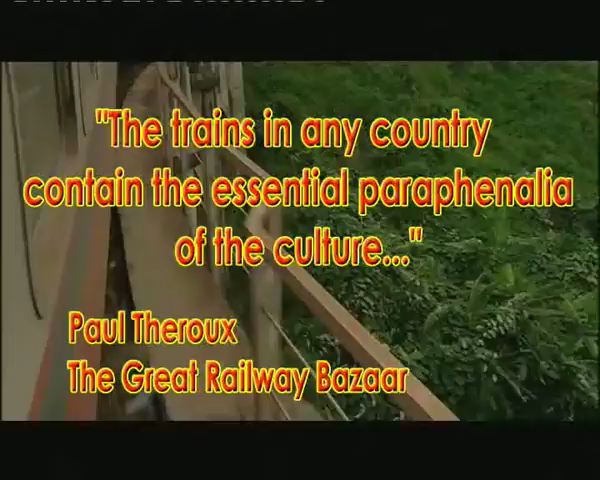 "The trains in any country
contain the essential paraphenalia
of the culture..."
Paul Theroux
The Great Railway Bazaar